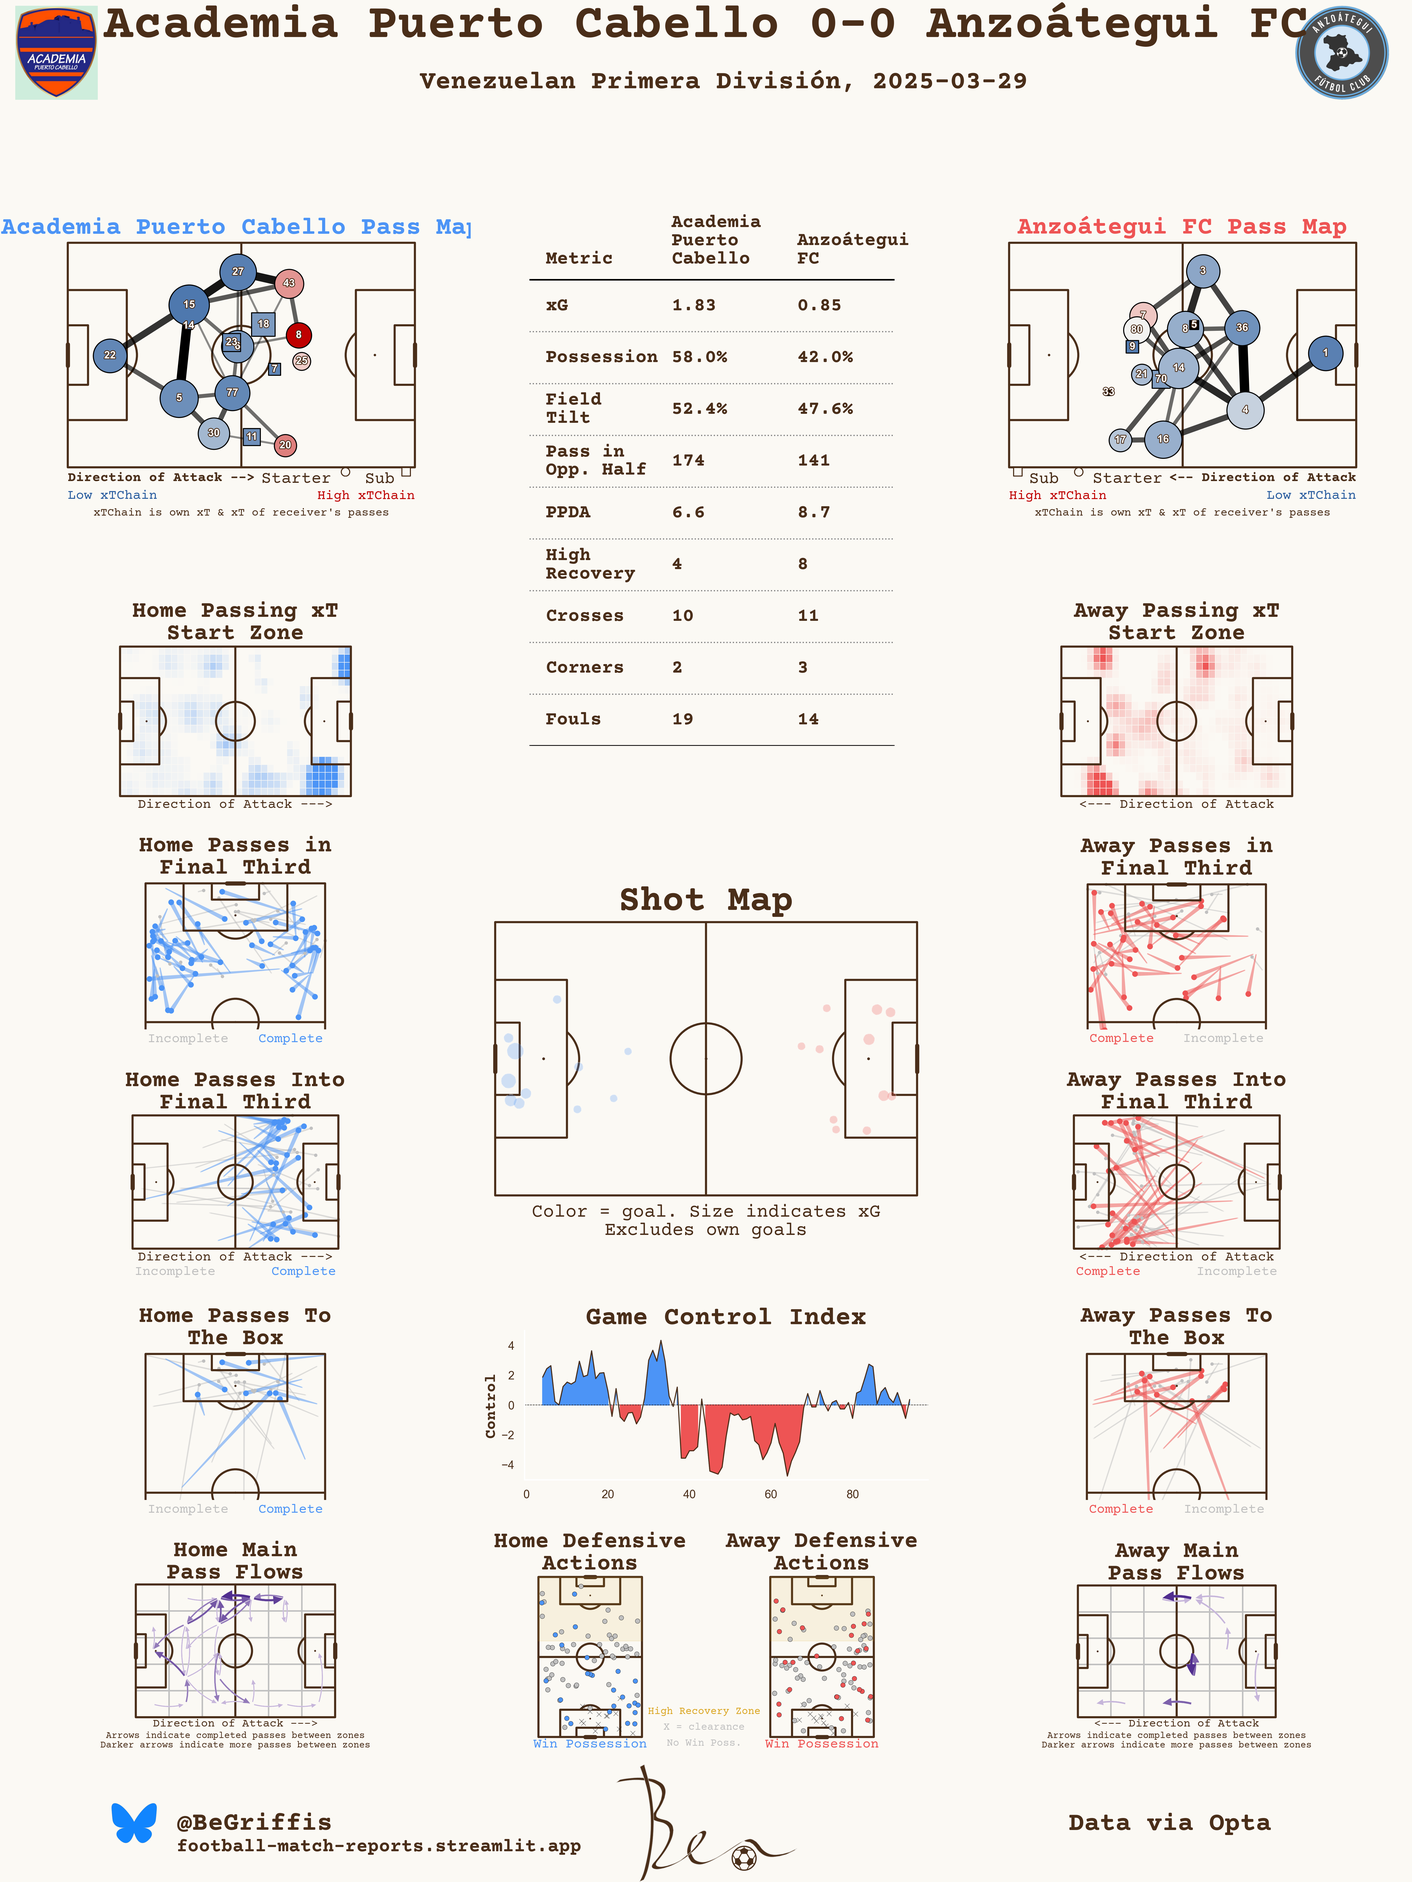 Academia Puerto Cabello 0-0 Anzoátegui FC
Venezuelan Primera División, 2025-03-29
ACADEMIA
PUERTO CABELLO
ANZOÁTEGUI
FÚTBOL CLUB
Academia Puerto Cabello Pass Map
27
43
15
14
18
8
23
6
22
25
7
5
77
30
11
20
Direction of Attack --> Starter Sub
Low xTChain High xTChain
xTChain is own xT & xT of receiver's passes
Metric Academia Puerto Cabello Anzoátegui FC
xG 1.83 0.85
Possession 58.0% 42.0%
Field Tilt 52.4% 47.6%
Pass in Opp. Half 174 141
PPDA 6.6 8.7
High Recovery 4 8
Crosses 10 11
Corners 2 3
Fouls 19 14
Anzoátegui FC Pass Map
3
7
80
8
5
36
9
1
14
21
70
33
4
17
16
Sub Starter <-- Direction of Attack
High xTChain Low xTChain
xTChain is own xT & xT of receiver's passes
Home Passing xT
Start Zone
Direction of Attack --->
Away Passing xT
Start Zone
<--- Direction of Attack
Home Passes in
Final Third
Incomplete Complete
Away Passes in
Final Third
Complete Incomplete
Shot Map
Color = goal. Size indicates xG
Excludes own goals
Home Passes Into
Final Third
Direction of Attack --->
Incomplete Complete
Away Passes Into
Final Third
<--- Direction of Attack
Complete Incomplete
Home Passes To
The Box
Incomplete Complete
Game Control Index
Control
4
2
0
−2
−4
0 20 40 60 80
Away Passes To
The Box
Complete Incomplete
Home Main
Pass Flows
Direction of Attack --->
Arrows indicate completed passes between zones
Darker arrows indicate more passes between zones
Home Defensive
Actions
Win Possession
Away Defensive
Actions
Win Possession
High Recovery Zone
X = clearance
No Win Poss.
Away Main
Pass Flows
<--- Direction of Attack
Arrows indicate completed passes between zones
Darker arrows indicate more passes between zones
@BeGriffis
football-match-reports.streamlit.app
Ben
Data via Opta